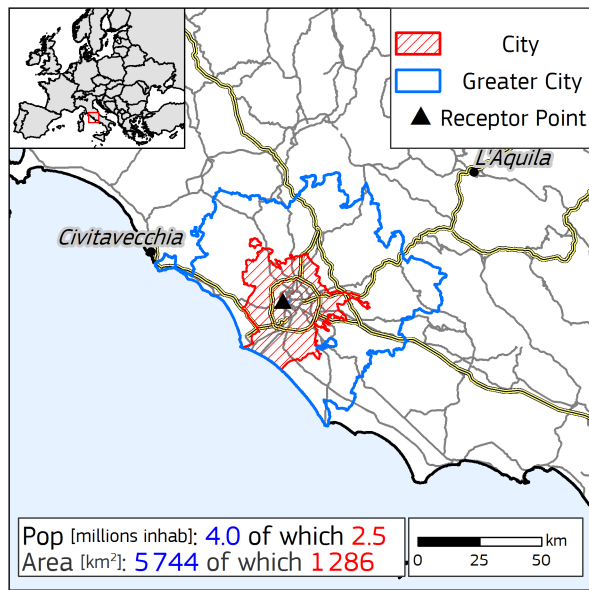 City
Greater City
Receptor Point
L'Aquila
Civitavecchia
Pop [millions inhab]: 4.0 of which 2.5
Area [km²]: 5744 of which 1286
km
0 25 50